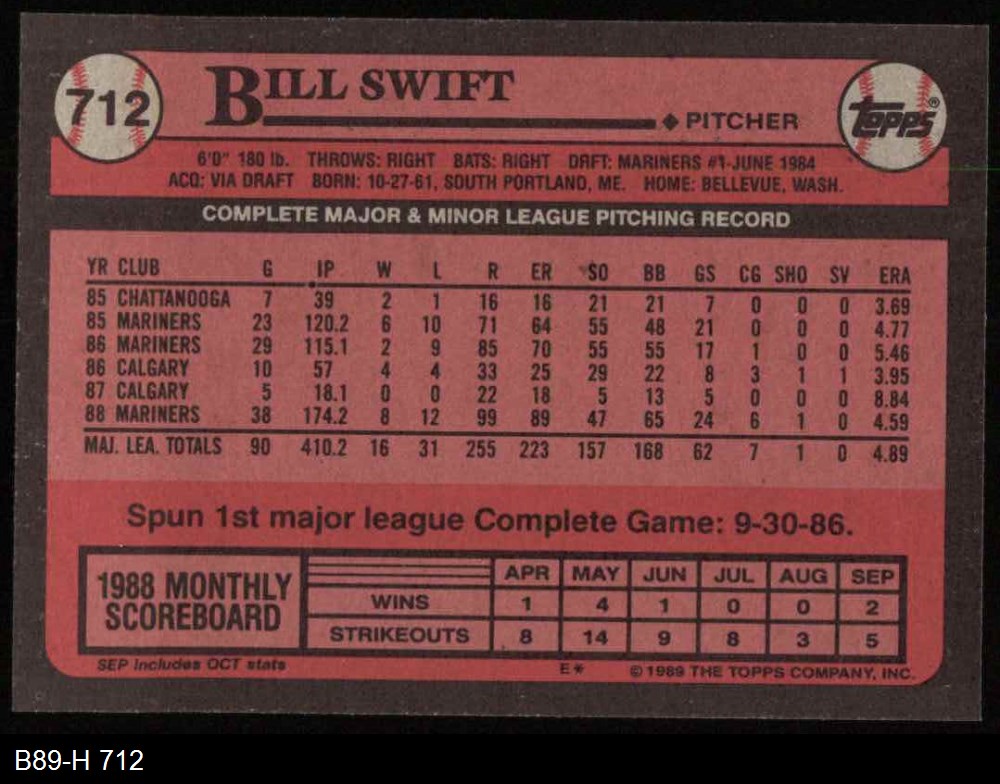 712
BILL SWIFT
◆ PITCHER
TOPPS®
6'0" 180 lb. THROWS: RIGHT BATS: RIGHT DRFT: MARINERS #1-JUNE 1984
ACQ: VIA DRAFT BORN: 10-27-61, SOUTH PORTLAND, ME. HOME: BELLEVUE, WASH.
COMPLETE MAJOR & MINOR LEAGUE PITCHING RECORD
YR CLUB G IP W L R ER SO BB GS CG SHO SV ERA
85 CHATTANOOGA 7 39 2 1 16 16 21 21 7 0 0 0 3.69
85 MARINERS 23 120.2 6 10 71 64 55 48 21 0 0 0 4.77
86 MARINERS 29 115.1 2 9 85 70 55 55 17 1 0 0 5.46
86 CALGARY 10 57 4 4 33 25 29 22 8 3 1 1 3.95
87 CALGARY 5 18.1 0 0 22 18 5 13 5 0 0 0 8.84
88 MARINERS 38 174.2 8 12 99 89 47 65 24 6 1 0 4.59
MAJ. LEA. TOTALS 90 410.2 16 31 255 223 157 168 62 7 1 0 4.89
Spun 1st major league Complete Game: 9-30-86.
1988 MONTHLY
SCOREBOARD
APR MAY JUN JUL AUG SEP
WINS 1 4 1 0 0 2
STRIKEOUTS 8 14 9 8 3 5
SEP includes OCT stats
E* © 1989 THE TOPPS COMPANY, INC.
B89-H 712